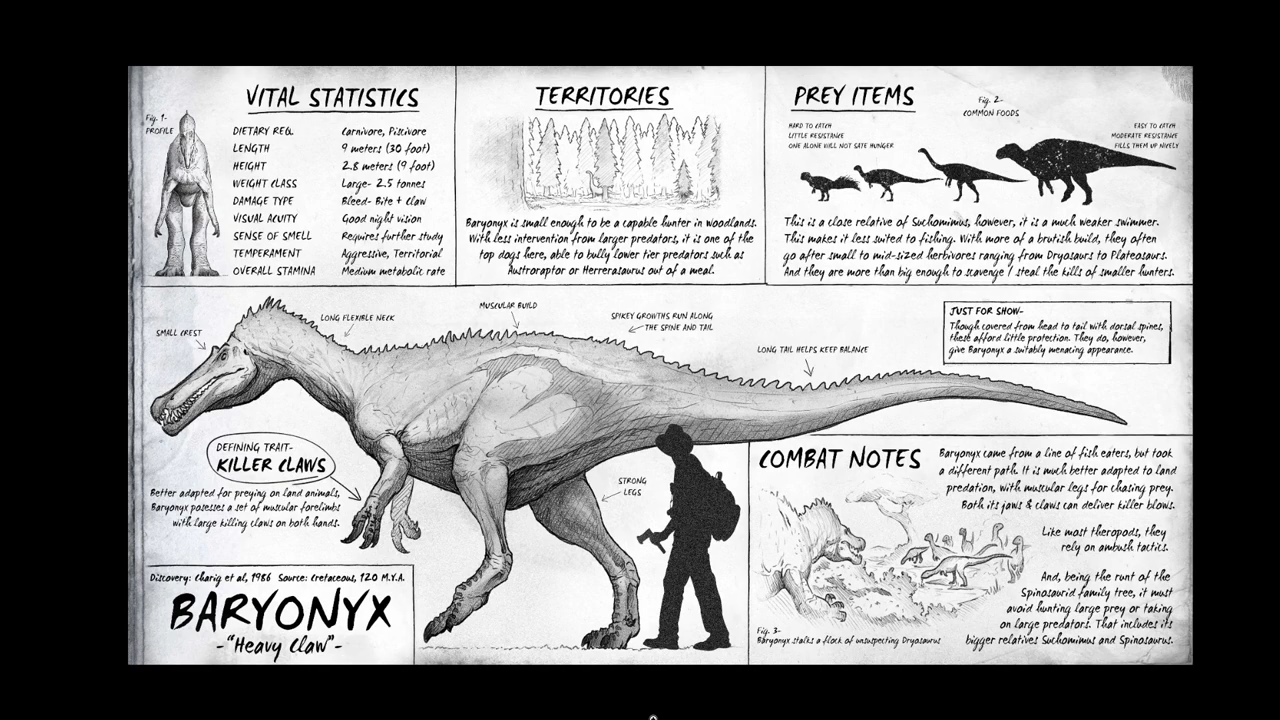 VITAL STATISTICS
Fig. 1-
PROFILE
DIETARY REQ. Carnivore, Piscivore
LENGTH 9 meters (30 foot)
HEIGHT 2.8 meters (9 foot)
WEIGHT CLASS Large- 2.5 tonnes
DAMAGE TYPE Bleed- Bite + Claw
VISUAL ACUITY Good night vision
SENSE OF SMELL Requires further study
TEMPERAMENT Aggressive, Territorial
OVERALL STAMINA Medium metabolic rate
TERRITORIES
Baryonyx is small enough to be a capable hunter in woodlands.
With less intervention from larger predators, it is one of the
top dogs here, able to bully lower tier predators such as
Austroraptor or Herrerasaurus out of a meal.
PREY ITEMS
Fig. 2-
COMMON FOODS
HARD TO CATCH
LITTLE RESISTANCE
ONE ALONE WILL NOT SATE HUNGER
EASY TO CATCH
MODERATE RESISTANCE
FILLS THEM UP NICELY
This is a close relative of Suchomimus, however, it is a much weaker swimmer.
This makes it less suited to fishing. With more of a brutish build, they often
go after small to mid-sized herbivores ranging from Dryosaurs to Plateosaurs.
And they are more than big enough to scavenge / steal the kills of smaller hunters.
SMALL CREST
LONG FLEXIBLE NECK
MUSCULAR BUILD
SPIKEY GROWTHS RUN ALONG
THE SPINE AND TAIL
LONG TAIL HELPS KEEP BALANCE
JUST FOR SHOW-
Though covered from head to tail with dorsal spines,
these afford little protection. They do, however,
give Baryonyx a suitably menacing appearance.
DEFINING TRAIT-
KILLER CLAWS
Better adapted for preying on land animals,
Baryonyx posesses a set of muscular forelimbs
with large killing claws on both hands.
STRONG
LEGS
Discovery: Charig et al, 1986 Source: Cretaceous, 120 M.Y.A.
BARYONYX
-"Heavy Claw"-
COMBAT NOTES
Baryonyx came from a line of fish eaters, but took
a different path. It is much better adapted to land
predation, with muscular legs for chasing prey.
Both its jaws & claws can deliver killer blows.
Like most theropods, they
rely on ambush tactics.
And, being the runt of the
Spinosaurid family tree, it must
avoid hunting large prey or taking
on large predators. That includes its
bigger relatives Suchomimus and Spinosaurus.
Fig. 3-
Baryonyx stalks a flock of unsuspecting Dryosaurus